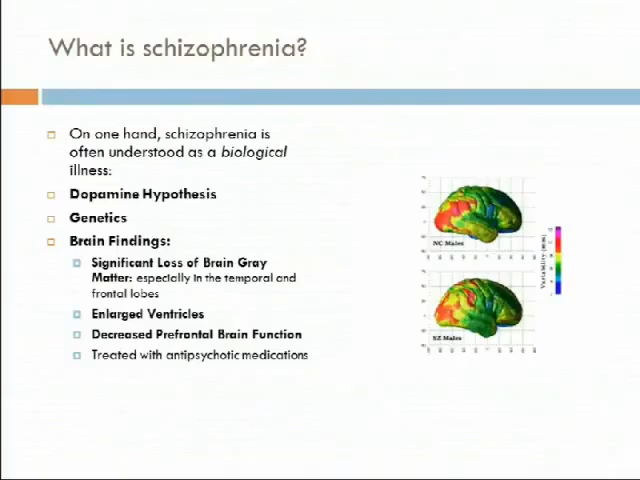 What is schizophrenia?
On one hand, schizophrenia is
often understood as a biological
illness:
Dopamine Hypothesis
Genetics
Brain Findings:
Significant Loss of Brain Gray
Matter: especially in the temporal and
frontal lobes
Enlarged Ventricles
Decreased Prefrontal Brain Function
Treated with antipsychotic medications
NC Males
SZ Males
Variability (mm)